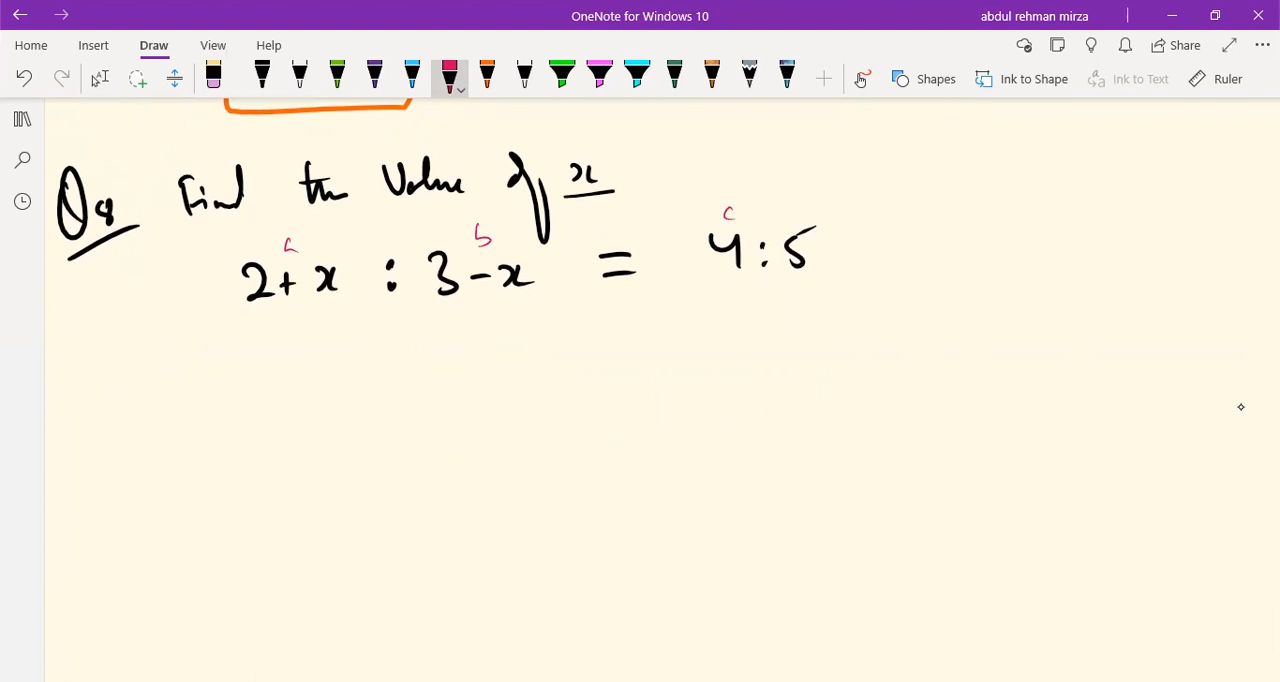 OneNote for Windows 10
abdul rehman mirza
Home Insert Draw View Help
Share
Shapes Ink to Shape Ink to Text Ruler
Q8 Find the Value of x
a b c
2+x : 3-x = 4:5